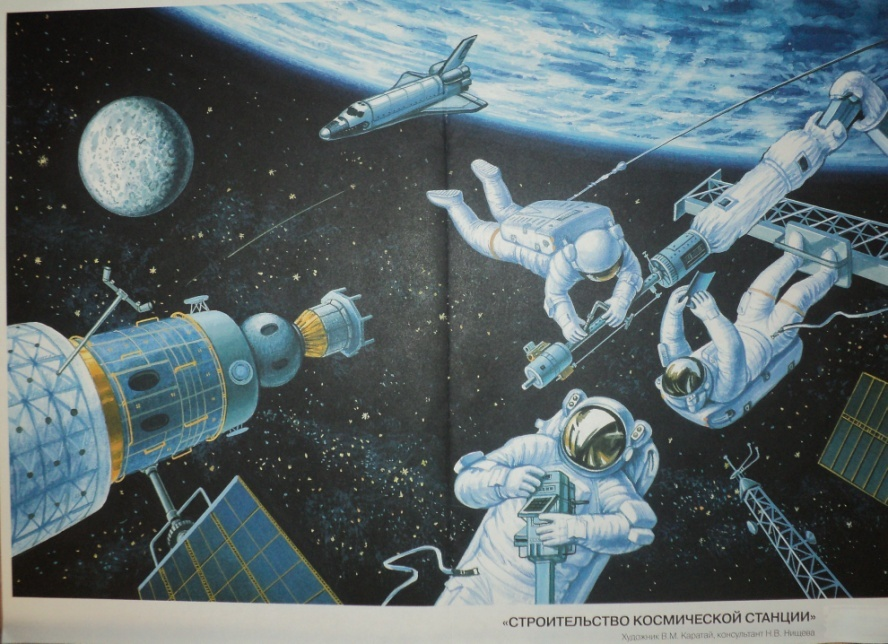 «СТРОИТЕЛЬСТВО КОСМИЧЕСКОЙ СТАНЦИИ»
Художник В.М. Каратай, консультант Н.В. Нищева